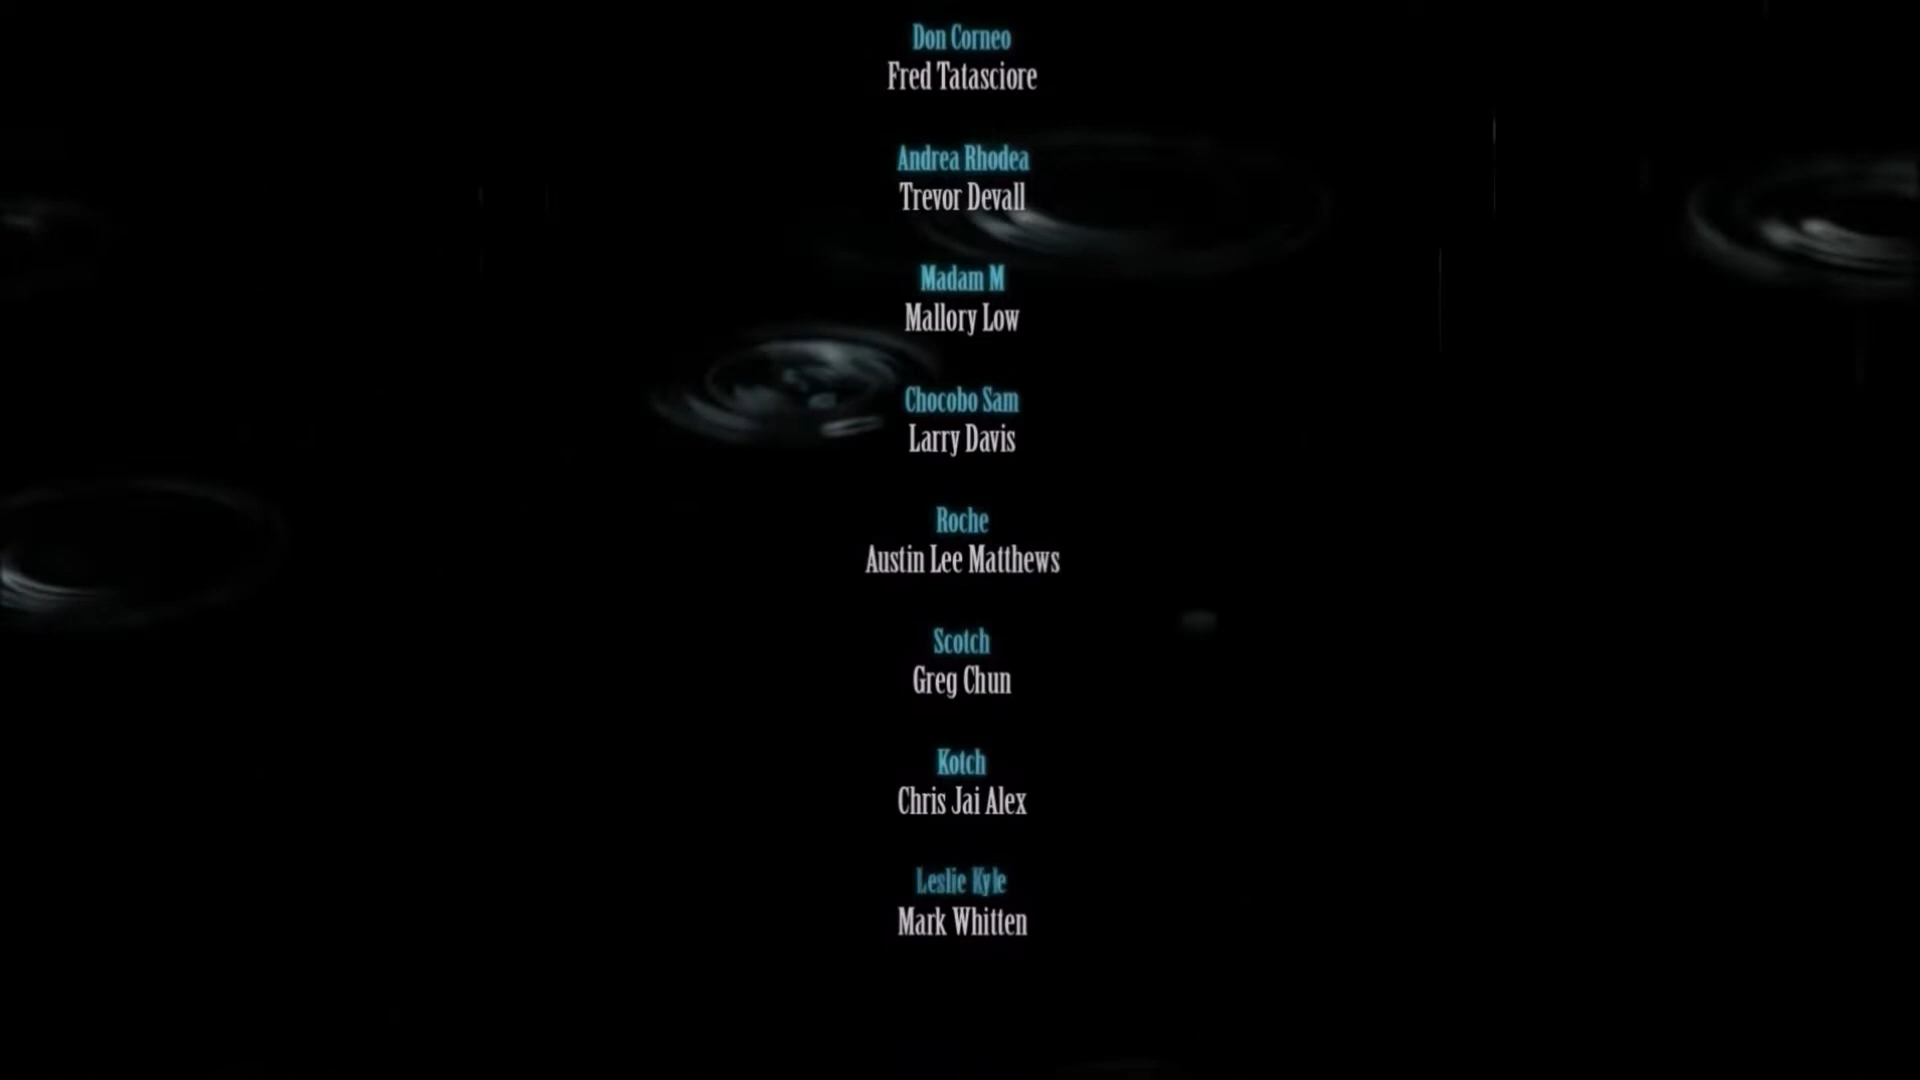 Don Corneo
Fred Tatasciore
Andrea Rhodea
Trevor Devall
Madam M
Mallory Low
Chocobo Sam
Larry Davis
Roche
Austin Lee Matthews
Scotch
Greg Chun
Kotch
Chris Jai Alex
Leslie Kyle
Mark Whitten